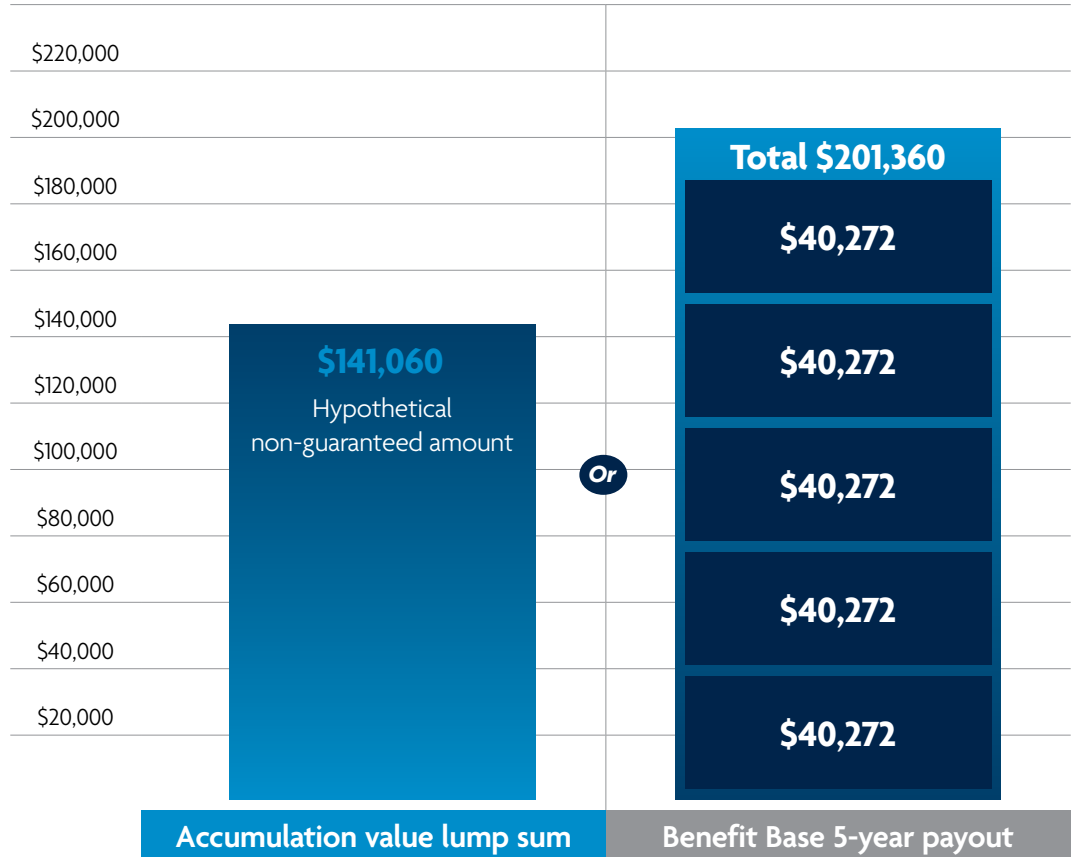 $220,000
$200,000
$180,000
$160,000
$140,000
$120,000
$100,000
$80,000
$60,000
$40,000
$20,000
$141,060
Hypothetical
non-guaranteed amount
Or
Total $201,360
$40,272
$40,272
$40,272
$40,272
$40,272
Accumulation value lump sum
Benefit Base 5-year payout